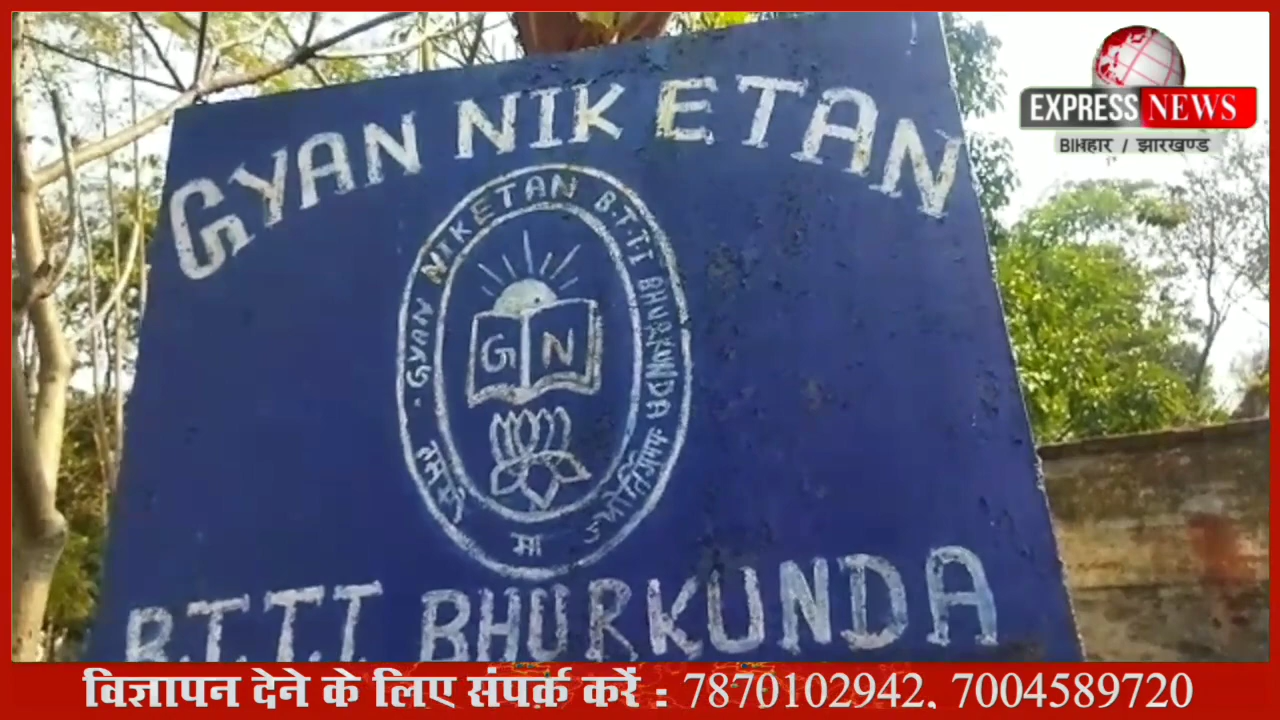 EXPRESS NEWS
बिहार / झारखण्ड
GYAN NIKETAN
GYAN NIKETAN B.T.T.I BHURKUNDA
मा
G N
B.T.T.I BHURKUNDA
विज्ञापन देने के लिए संपर्क़ करें : 7870102942, 7004589720